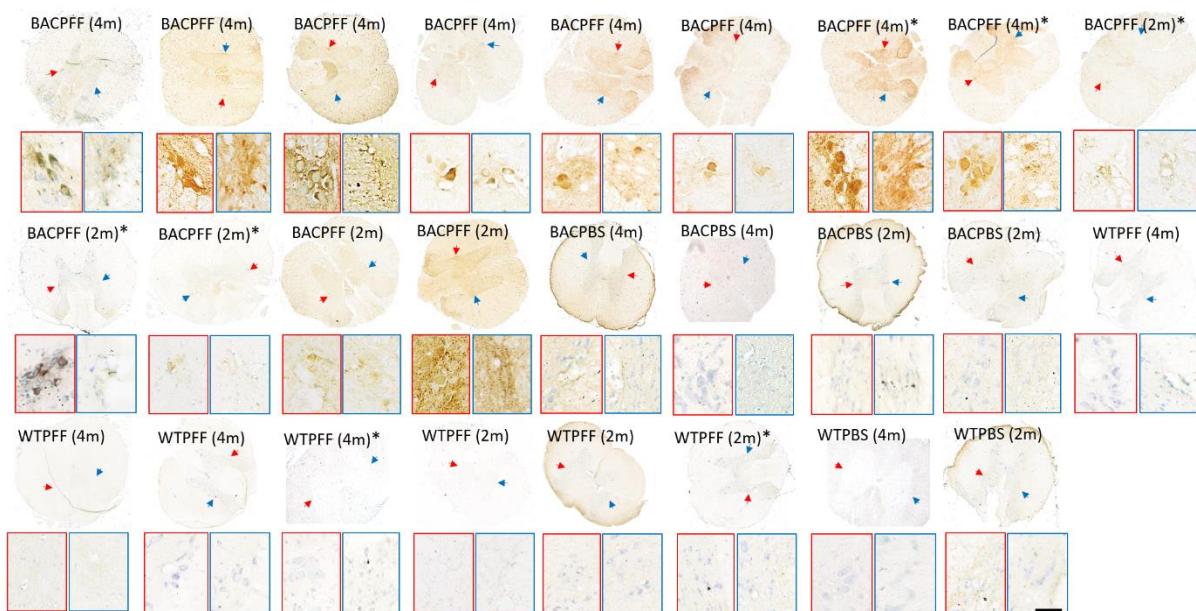 BACPFF (4m) BACPFF (4m) BACPFF (4m) BACPFF (4m) BACPFF (4m) BACPFF (4m) BACPFF (4m)* BACPFF (4m)* BACPFF (2m)*
BACPFF (2m)* BACPFF (2m)* BACPFF (2m) BACPFF (2m) BACPBS (4m) BACPBS (4m) BACPBS (2m) BACPBS (2m) WTPFF (4m)
WTPFF (4m) WTPFF (4m) WTPFF (4m)* WTPFF (2m) WTPFF (2m) WTPFF (2m)* WTPBS (4m) WTPBS (2m)